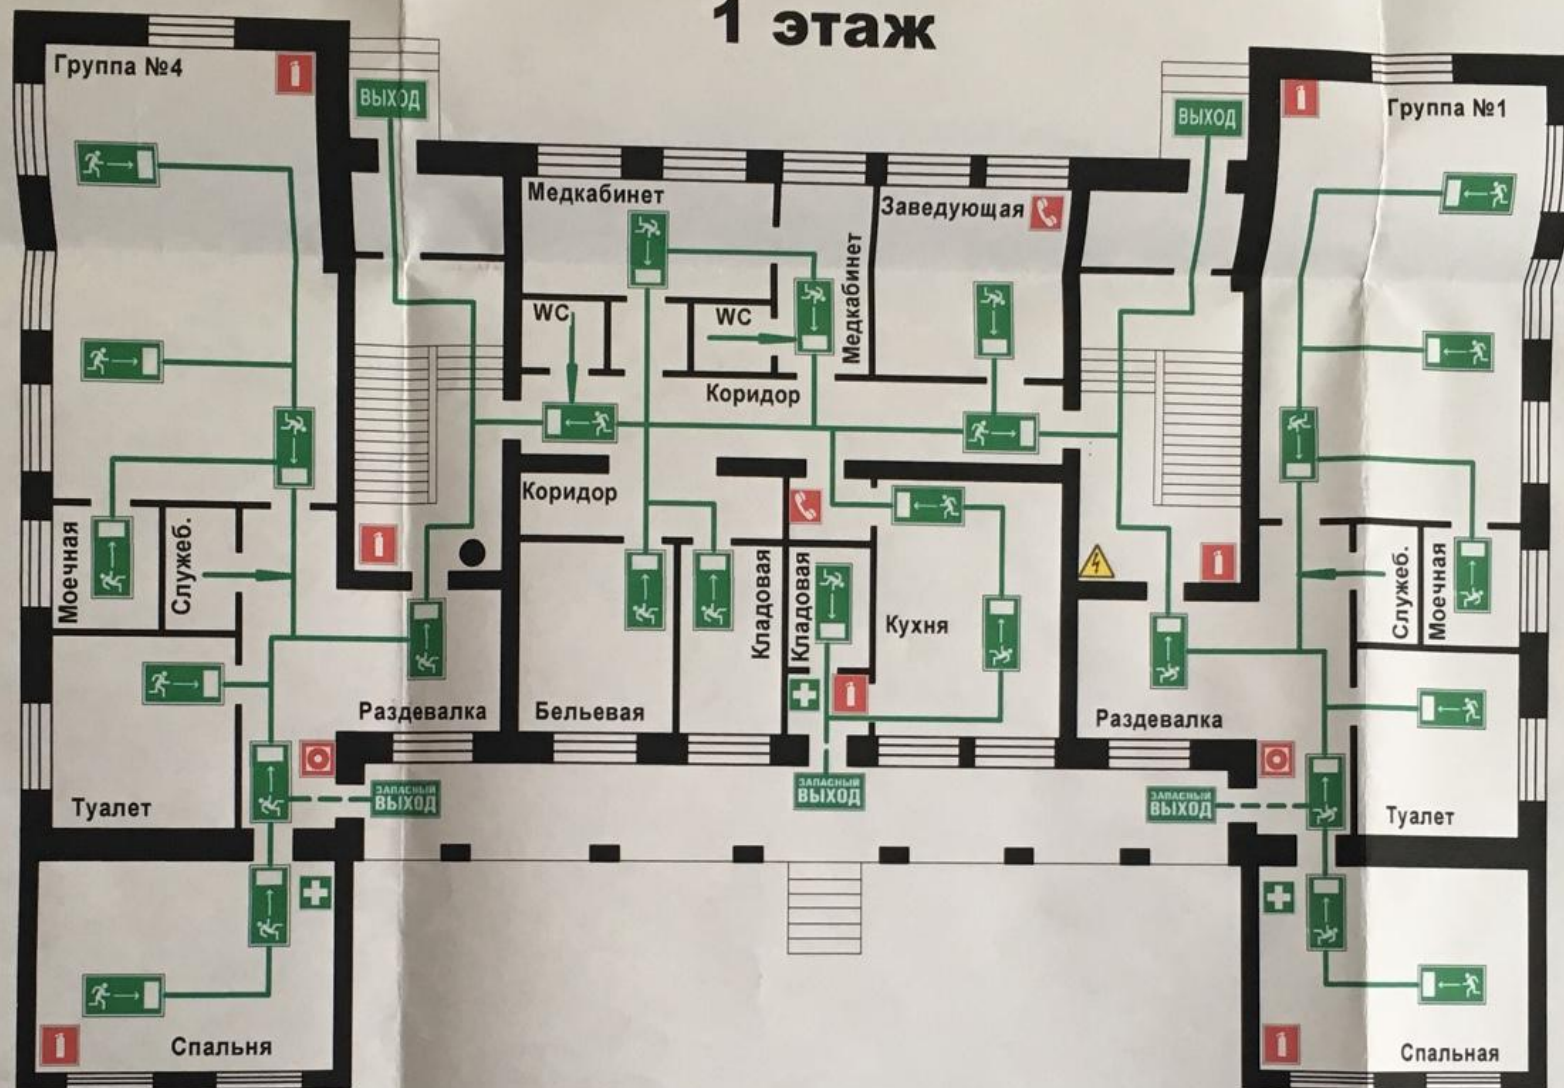 1 этаж
Группа №4
ВЫХОД
ВЫХОД
Группа №1
Медкабинет
Заведующая
Медкабинет
WC
WC
Коридор
Коридор
Моечная
Служеб.
Кладовая
Кладовая
Кухня
Служеб.
Моечная
Раздевалка
Бельевая
Раздевалка
Туалет
ЗАПАСНЫЙ
ВЫХОД
ЗАПАСНЫЙ
ВЫХОД
ЗАПАСНЫЙ
ВЫХОД
Туалет
Спальня
Спальная